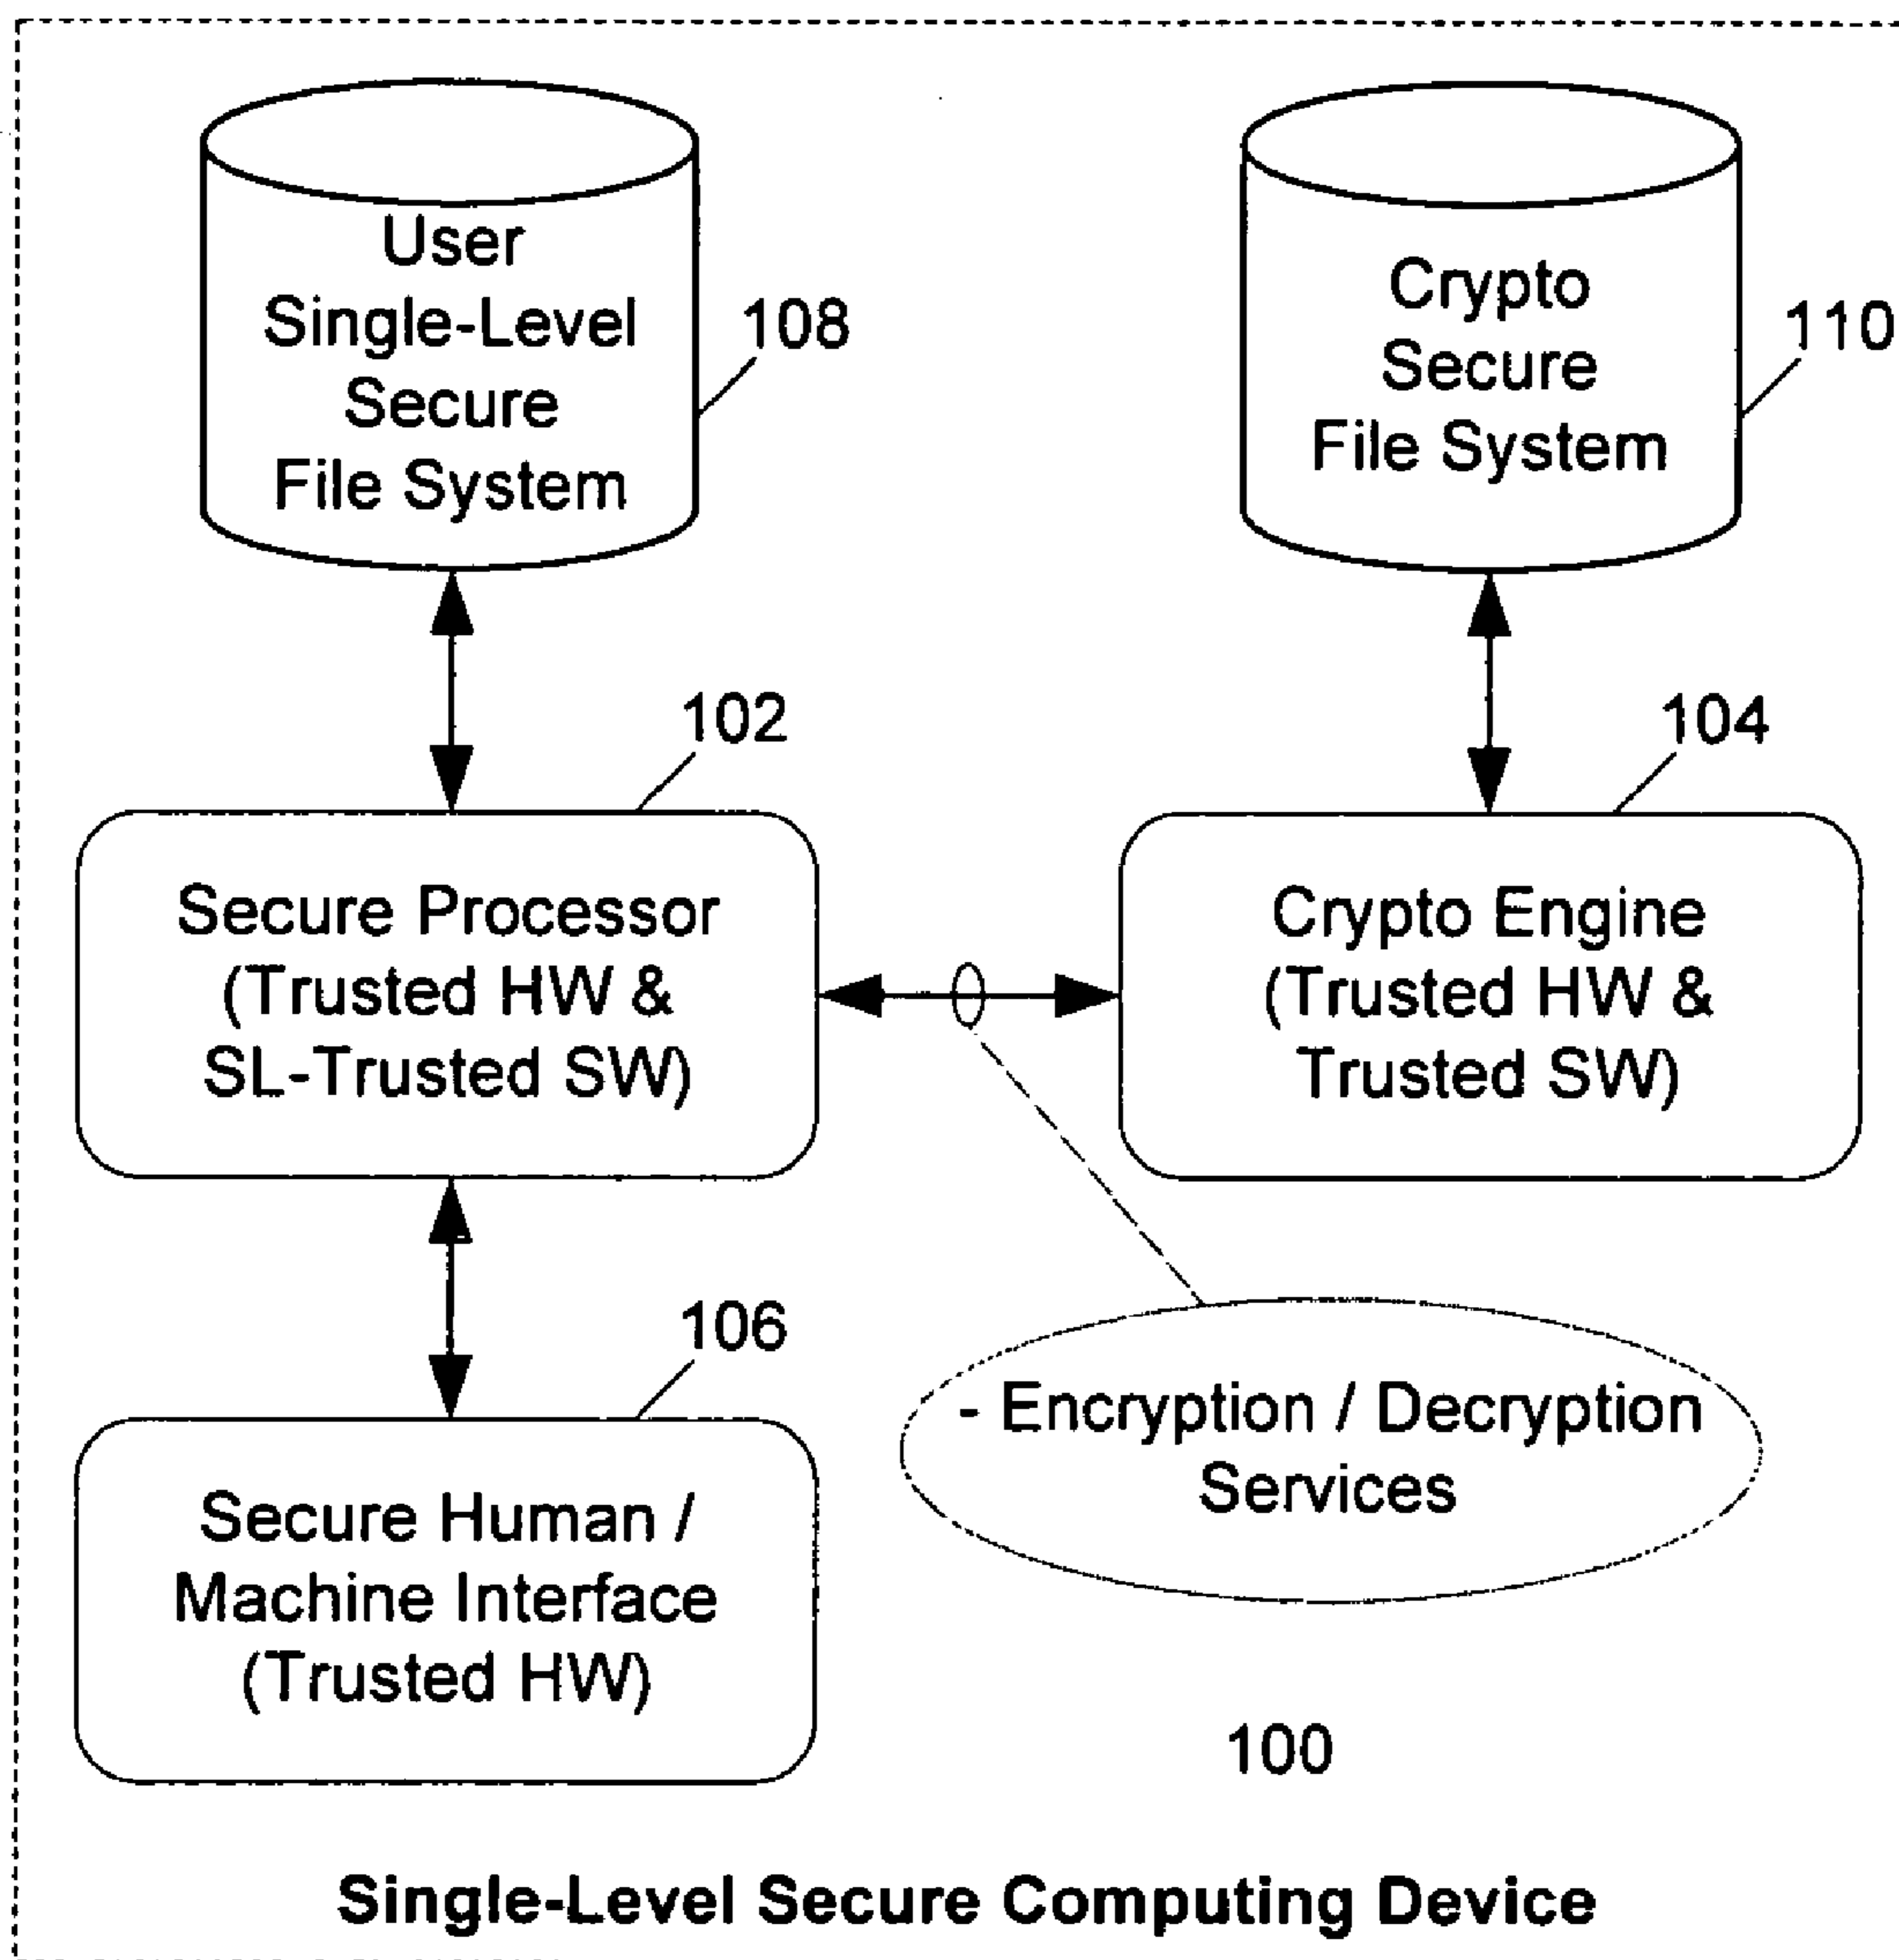 User
Single-Level
Secure
File System
108
Crypto
Secure
File System
110
102
104
Secure Processor
(Trusted HW &
SL-Trusted SW)
Crypto Engine
(Trusted HW &
Trusted SW)
106
- Encryption / Decryption
Services
Secure Human /
Machine Interface
(Trusted HW)
100
Single-Level Secure Computing Device